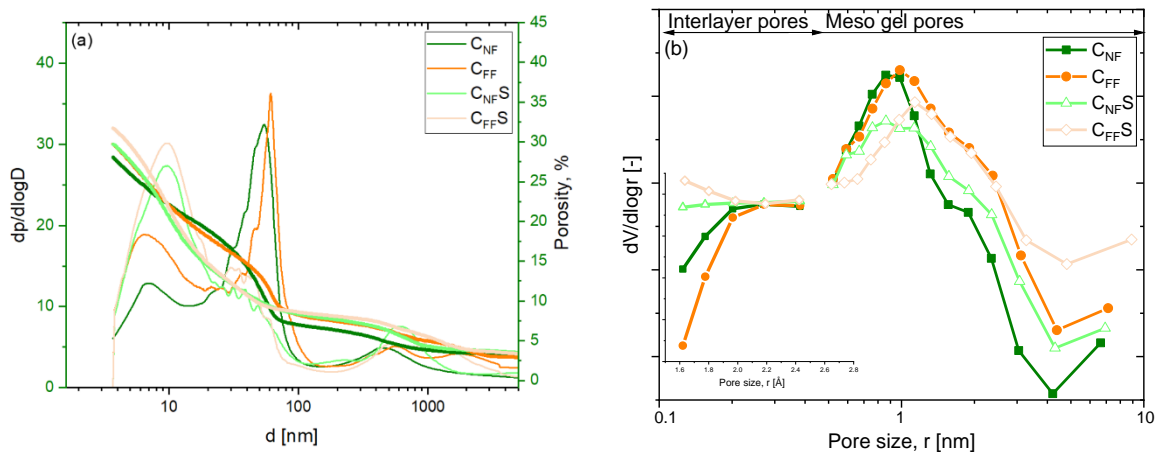 (a)
C_NF
C_FF
C_NFS
C_FFS
dp/dlogD
40
30
20
10
0
Porosity, %
45
40
35
30
25
20
15
10
5
0
10 100 1000
d [nm]
Interlayer pores Meso gel pores
(b)
C_NF
C_FF
C_NFS
C_FFS
dV/dlogr [-]
1.6 1.8 2.0 2.2 2.4 2.6 2.8
Pore size, r [Å]
0.1 1 10
Pore size, r [nm]